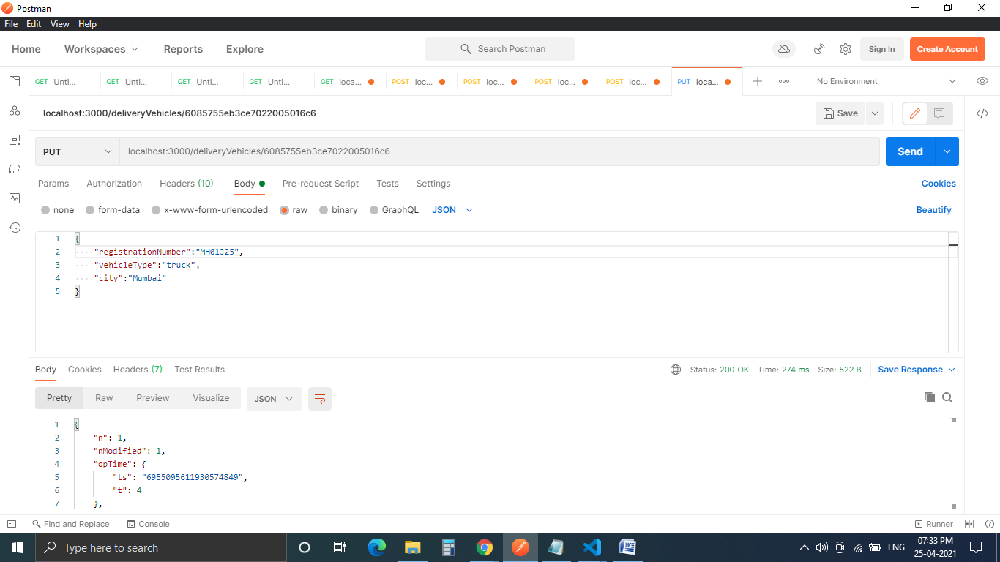 Postman
File Edit View Help
Home Workspaces Reports Explore Search Postman Sign In Create Account
GET Unti... GET Unti... GET Unti... GET Unti... GET loca... POST loc... POST loc... POST loc... POST loc... PUT loca... No Environment
localhost:3000/deliveryVehicles/6085755eb3ce7022005016c6 Save
PUT localhost:3000/deliveryVehicles/6085755eb3ce7022005016c6 Send
Params Authorization Headers (10) Body Pre-request Script Tests Settings Cookies
none form-data x-www-form-urlencoded raw binary GraphQL JSON Beautify
1 {
2 "registrationNumber":"MH01J25",
3 "vehicleType":"truck",
4 "city":"Mumbai"
5 }
Body Cookies Headers (7) Test Results Status: 200 OK Time: 274 ms Size: 522 B Save Response
Pretty Raw Preview Visualize JSON
1 {
2 "n": 1,
3 "nModified": 1,
4 "opTime": {
5 "ts": "6955095611930574849",
6 "t": 4
7 },
Find and Replace Console Runner
Type here to search ENG 07:33 PM
25-04-2021